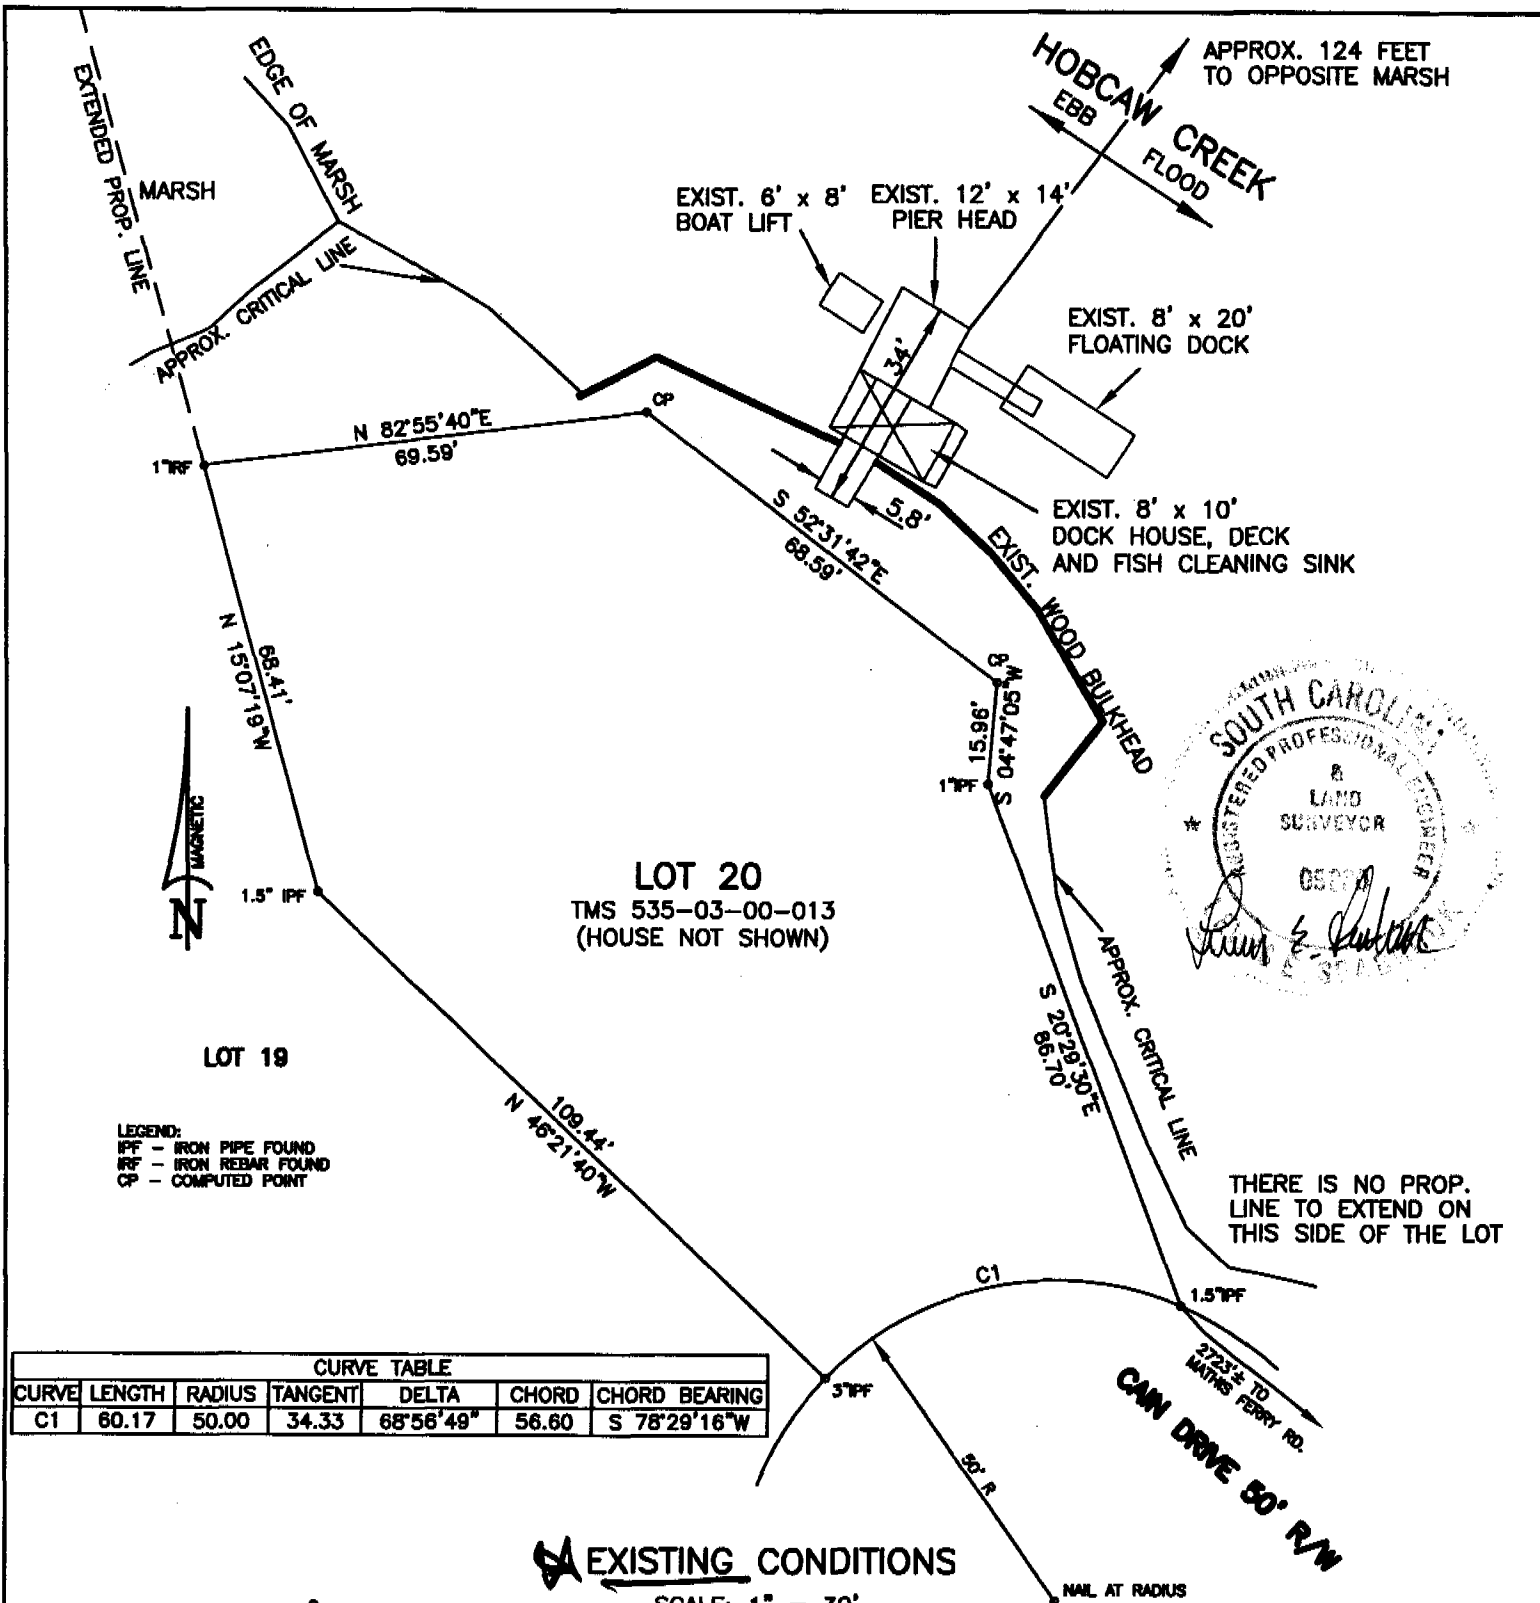 HOBCAW CREEK
EBB
FLOOD
APPROX. 124 FEET
TO OPPOSITE MARSH
EXTENDED PROP. LINE
EDGE OF MARSH
MARSH
APPROX. CRITICAL LINE
EXIST. 6' x 8'
BOAT LIFT
EXIST. 12' x 14'
PIER HEAD
EXIST. 8' x 20'
FLOATING DOCK
34'
5.8'
EXIST. 8' x 10'
DOCK HOUSE, DECK
AND FISH CLEANING SINK
EXIST. WOOD BULKHEAD
N 82°55'40"E
69.59'
CP
1"IRF
S 52°31'42"E
68.59'
CP
15.96'
S 04°47'05"W
1"IPF
68.41'
N 15°07'19"W
MAGNETIC
N
1.5" IPF
LOT 20
TMS 535-03-00-013
(HOUSE NOT SHOWN)
SOUTH CAROLINA
REGISTERED PROFESSIONAL ENGINEER
&
LAND
SURVEYOR
S 20°29'30"E
86.70'
APPROX. CRITICAL LINE
LOT 19
LEGEND:
IPF - IRON PIPE FOUND
IRF - IRON REBAR FOUND
CP - COMPUTED POINT
109.44'
N 46°21'40"W
THERE IS NO PROP.
LINE TO EXTEND ON
THIS SIDE OF THE LOT
C1
1.5"IPF
3"IPF
2723'± TO
MATHIS FERRY RD.
CAIN DRIVE 50' R/W
50' R
NAIL AT RADIUS
CURVE TABLE
CURVE LENGTH RADIUS TANGENT DELTA CHORD CHORD BEARING
C1 60.17 50.00 34.33 68°56'49" 56.60 S 78°29'16"W
EXISTING CONDITIONS
SCALE: 1" = 30'